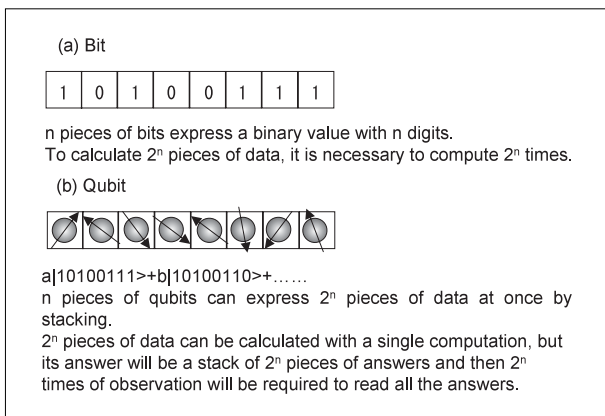 (a) Bit
1 0 1 0 0 1 1 1
n pieces of bits express a binary value with n digits.
To calculate 2ⁿ pieces of data, it is necessary to compute 2ⁿ times.
(b) Qubit
a|10100111>+b|10100110>+......
n pieces of qubits can express 2ⁿ pieces of data at once by
stacking.
2ⁿ pieces of data can be calculated with a single computation, but
its answer will be a stack of 2ⁿ pieces of answers and then 2ⁿ
times of observation will be required to read all the answers.